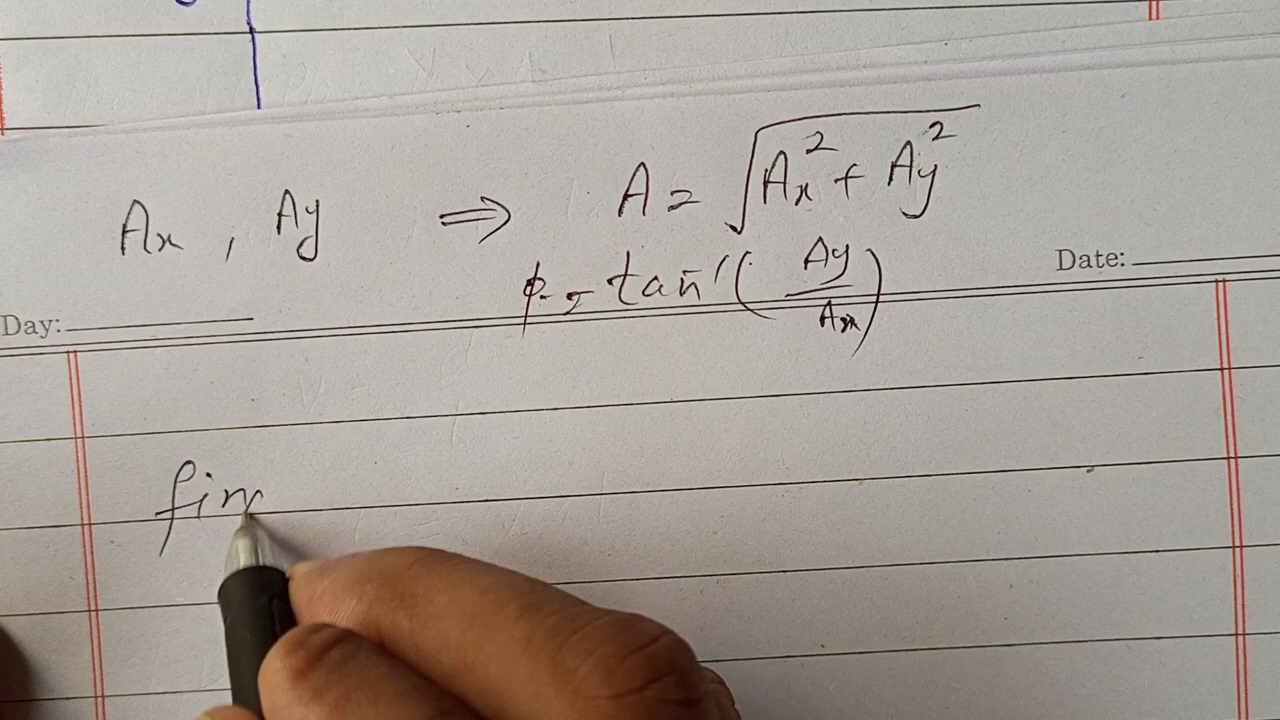 Ax , Ay ⇒ A = √(Ax² + Ay²)
ϕ = tan⁻¹(Ay/Ax)
Date:
Day:
fin